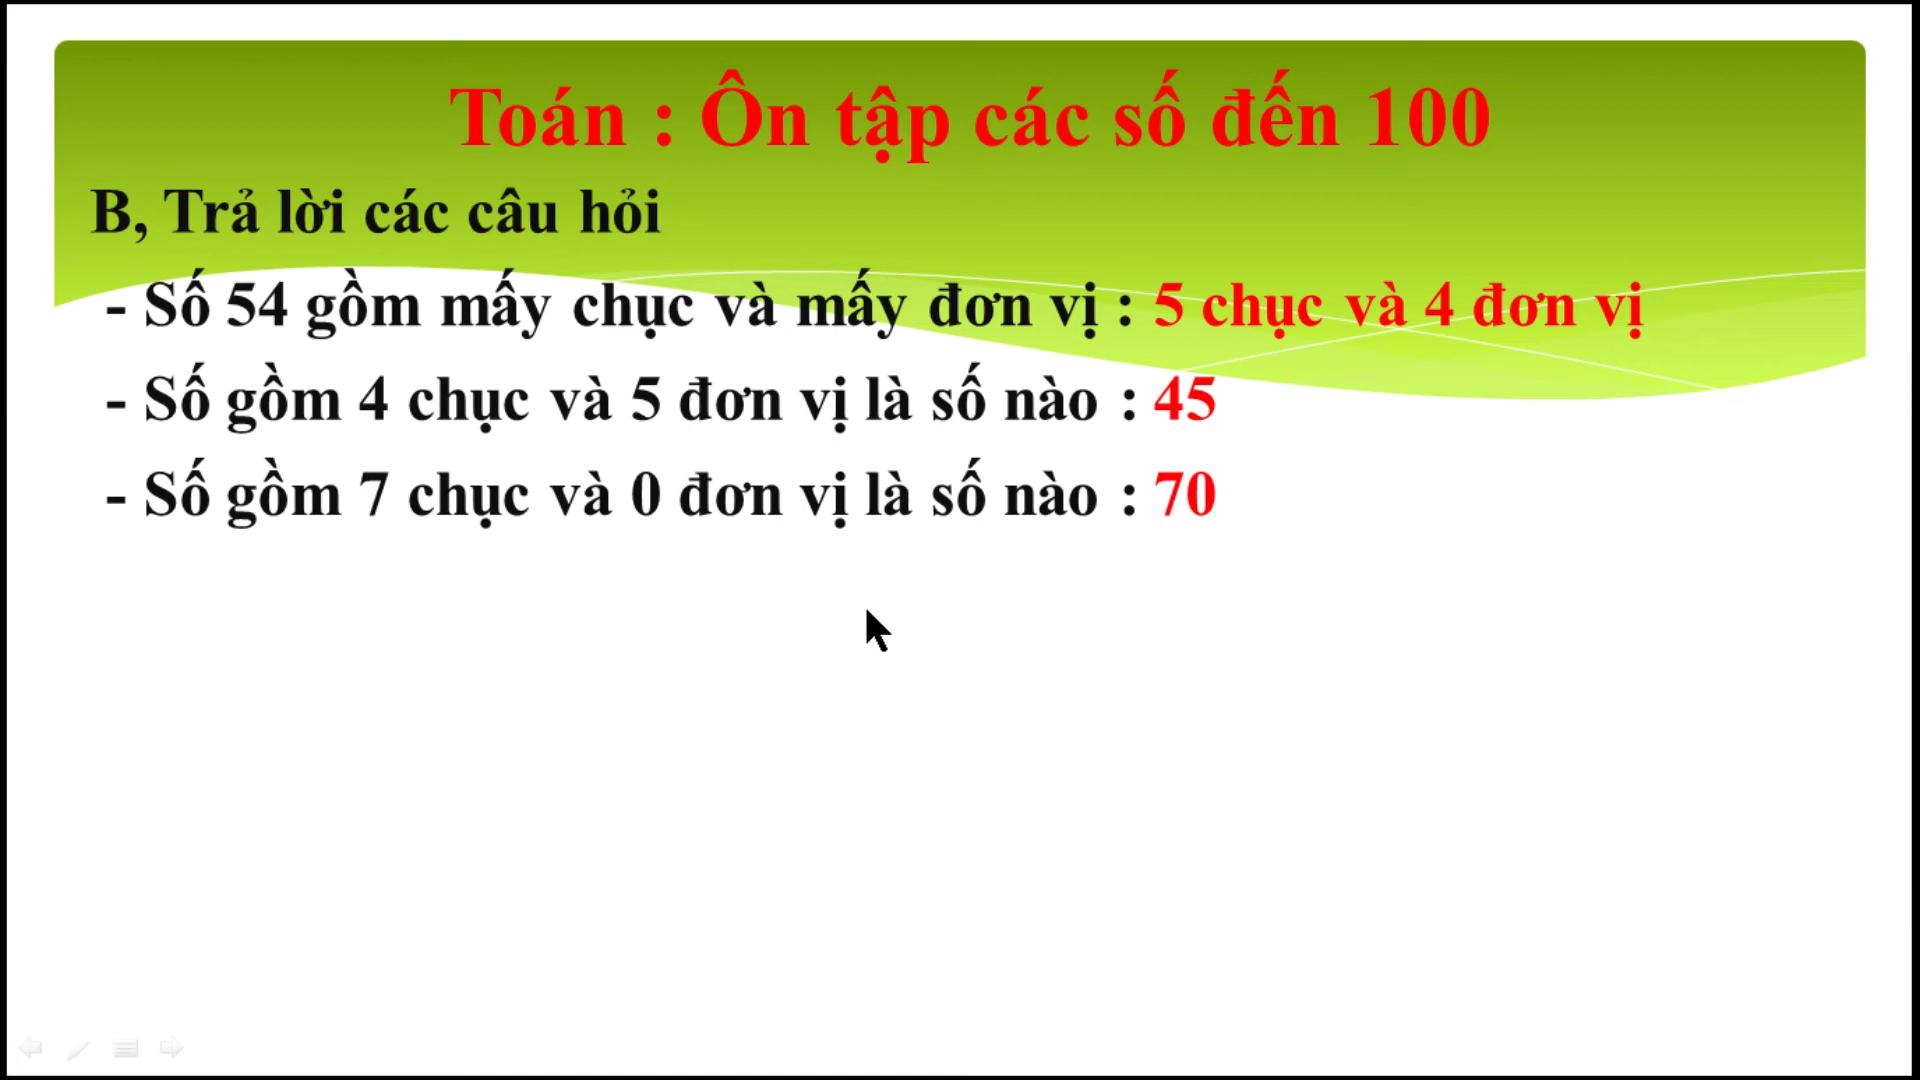 Toán : Ôn tập các số đến 100
B, Trả lời các câu hỏi
- Số 54 gồm mấy chục và mấy đơn vị : 5 chục và 4 đơn vị
- Số gồm 4 chục và 5 đơn vị là số nào : 45
- Số gồm 7 chục và 0 đơn vị là số nào : 70